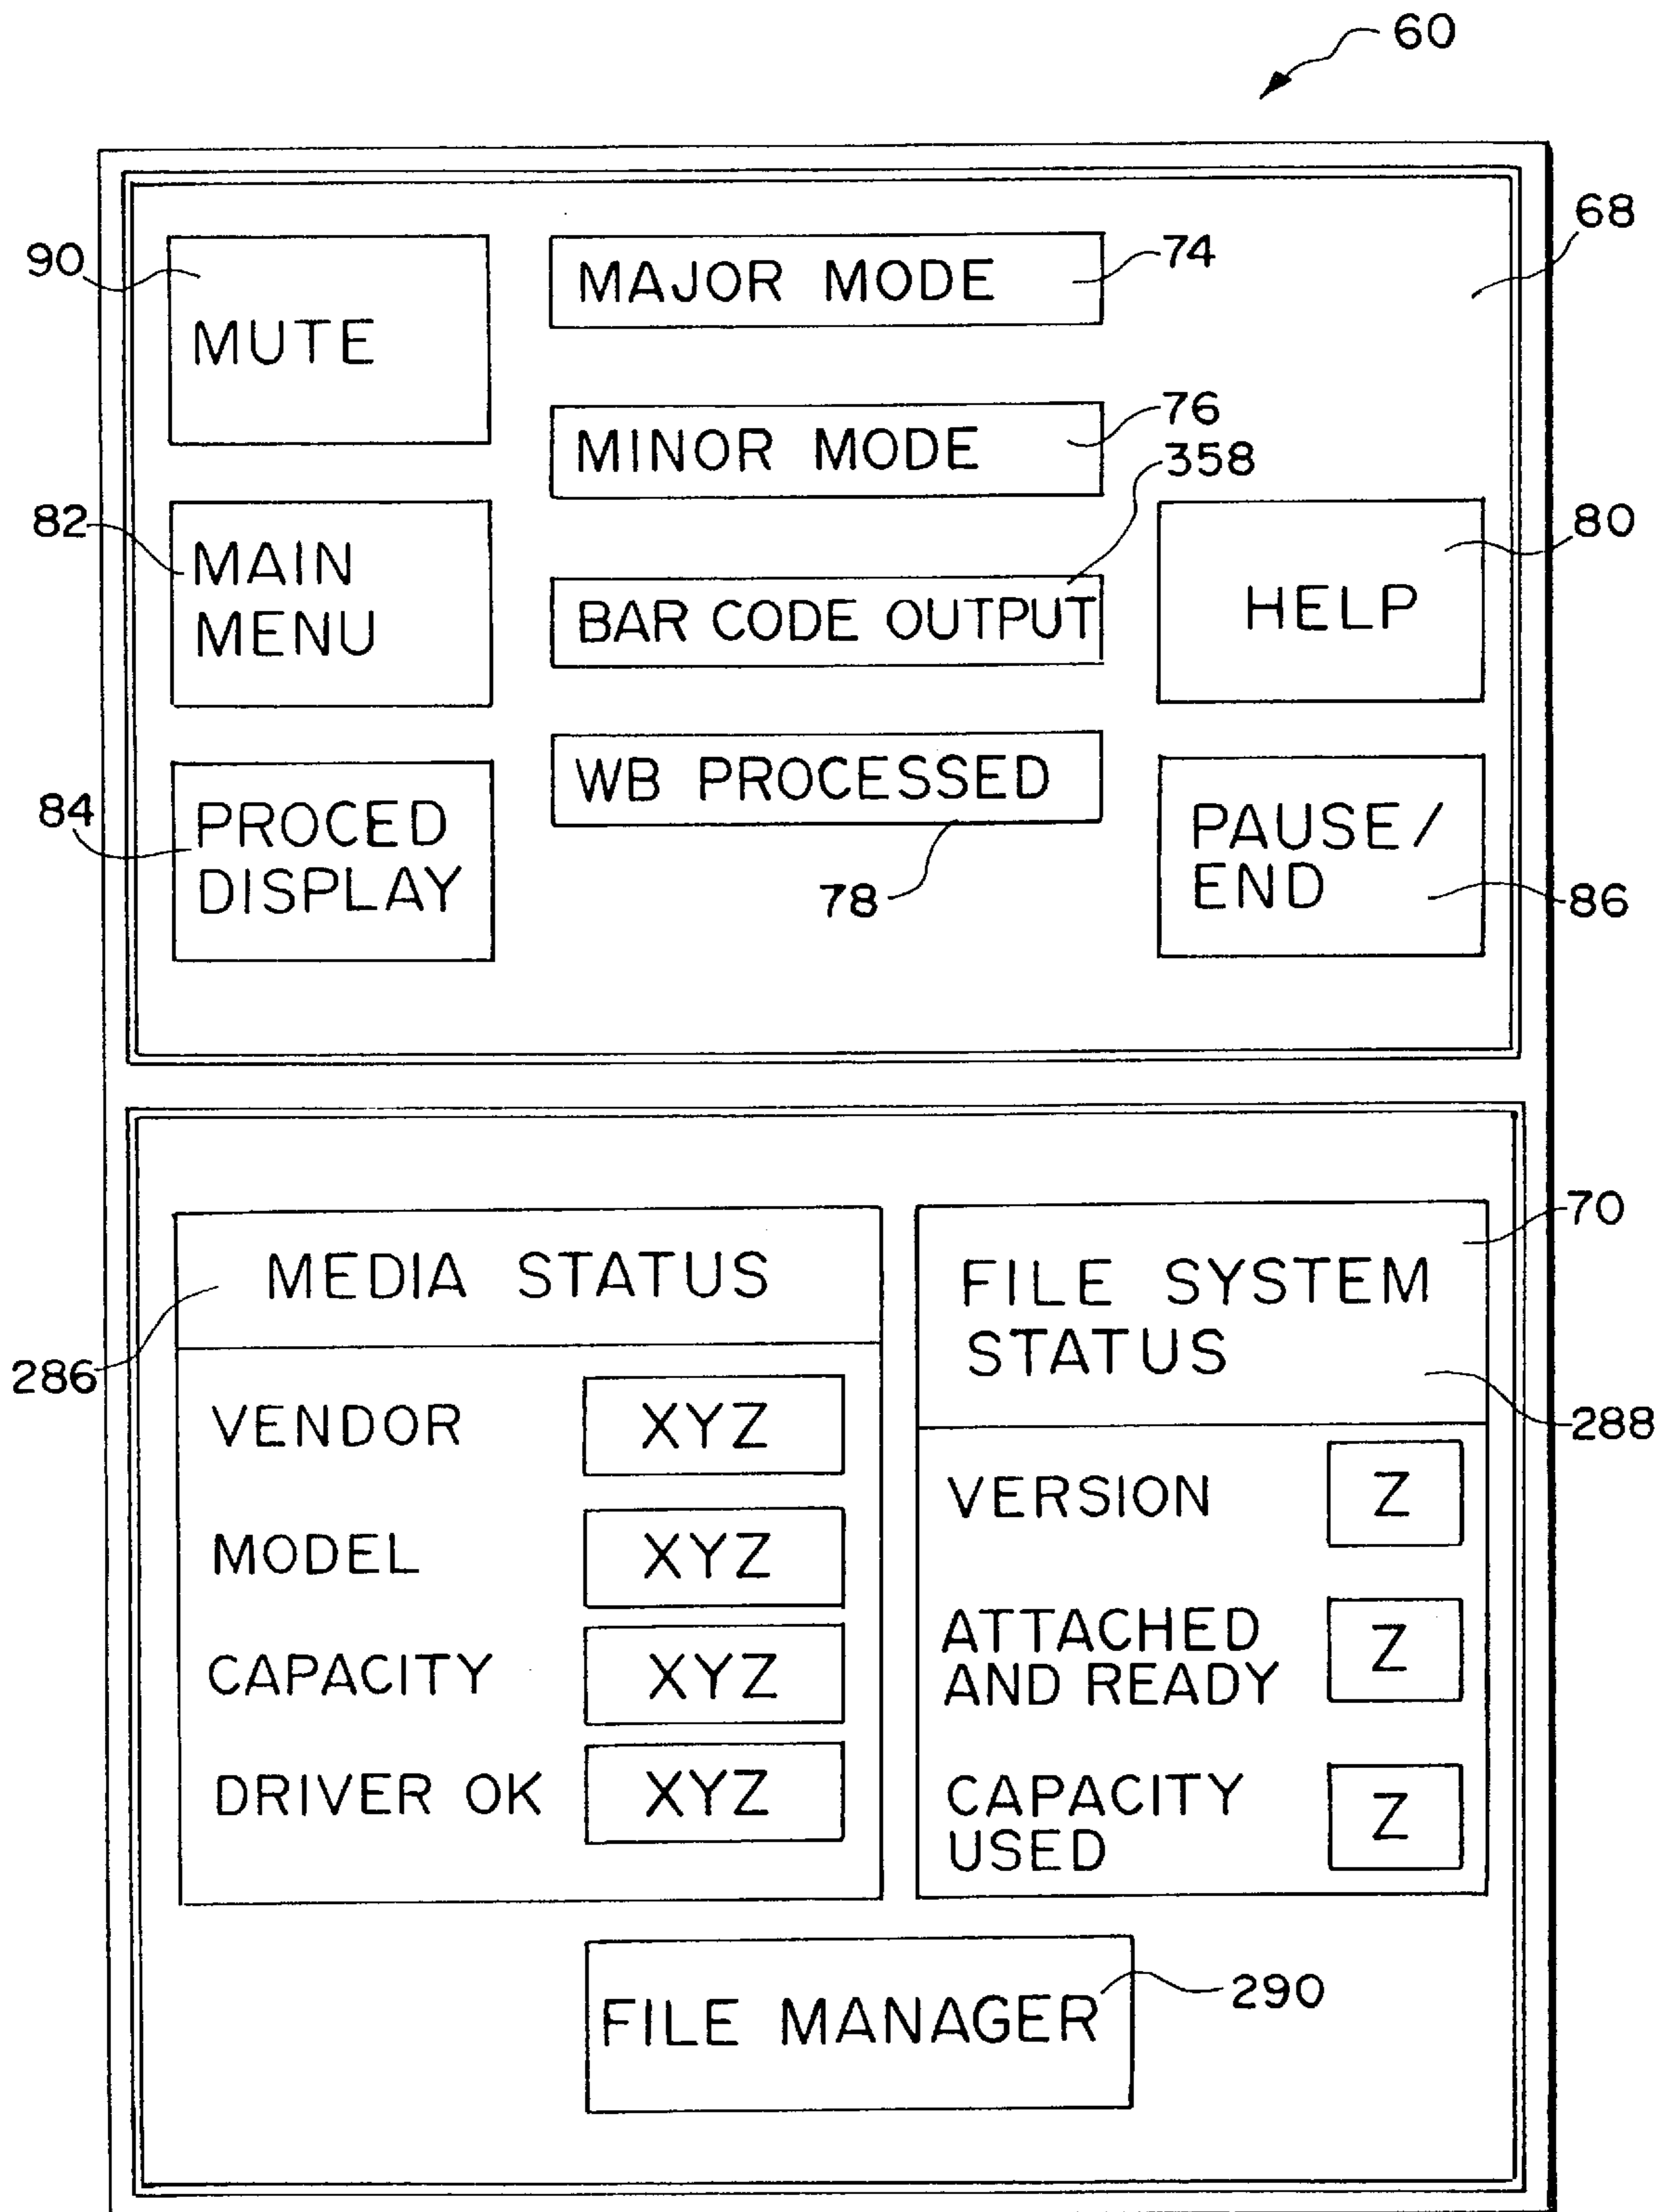 60
68
90
MUTE
MAJOR MODE
74
MINOR MODE
76
358
82
MAIN
MENU
BAR CODE OUTPUT
80
HELP
84
PROCED
DISPLAY
WB PROCESSED
78
PAUSE/
END
86
70
MEDIA STATUS
286
VENDOR XYZ
MODEL XYZ
CAPACITY XYZ
DRIVER OK XYZ
FILE SYSTEM
STATUS
288
VERSION Z
ATTACHED
AND READY Z
CAPACITY
USED Z
FILE MANAGER
290